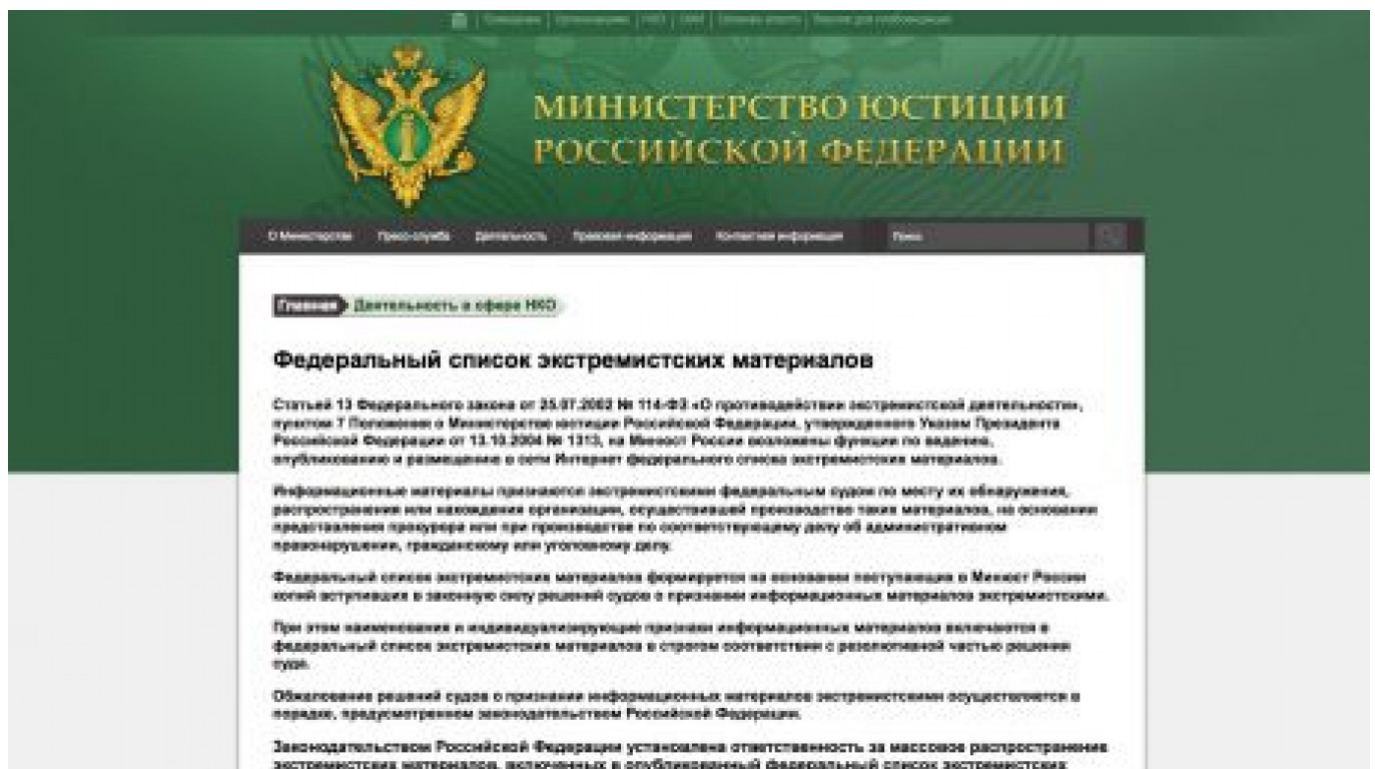 МИНИСТЕРСТВО ЮСТИЦИИ
РОССИЙСКОЙ ФЕДЕРАЦИИ
О Министерстве Пресс-служба Деятельность Правовая информация Контактная информация Поиск
Главная Деятельность в сфере НКО
Федеральный список экстремистских материалов
Статьей 13 Федерального закона от 25.07.2002 № 114-ФЗ «О противодействии экстремистской деятельности»,
пунктом 7 Положения о Министерстве юстиции Российской Федерации, утвержденного Указом Президента
Российской Федерации от 13.10.2004 № 1313, на Минюст России возложены функции по ведению,
опубликованию и размещению в сети Интернет федерального списка экстремистских материалов.
Информационные материалы признаются экстремистскими федеральным судом по месту их обнаружения,
распространения или нахождения организации, осуществившей производство таких материалов, на основании
представления прокурора или при производстве по соответствующему делу об административном
правонарушении, гражданскому или уголовному делу.
Федеральный список экстремистских материалов формируется на основании поступающих в Минюст России
копий вступивших в законную силу решений судов о признании информационных материалов экстремистскими.
При этом наименования и индивидуализирующие признаки информационных материалов включаются в
федеральный список экстремистских материалов в строгом соответствии с резолютивной частью решения
суда.
Обжалование решений судов о признании информационных материалов экстремистскими осуществляется в
порядке, предусмотренном законодательством Российской Федерации.
Законодательством Российской Федерации установлена ответственность за массовое распространение
экстремистских материалов, включенных в опубликованный федеральный список экстремистских